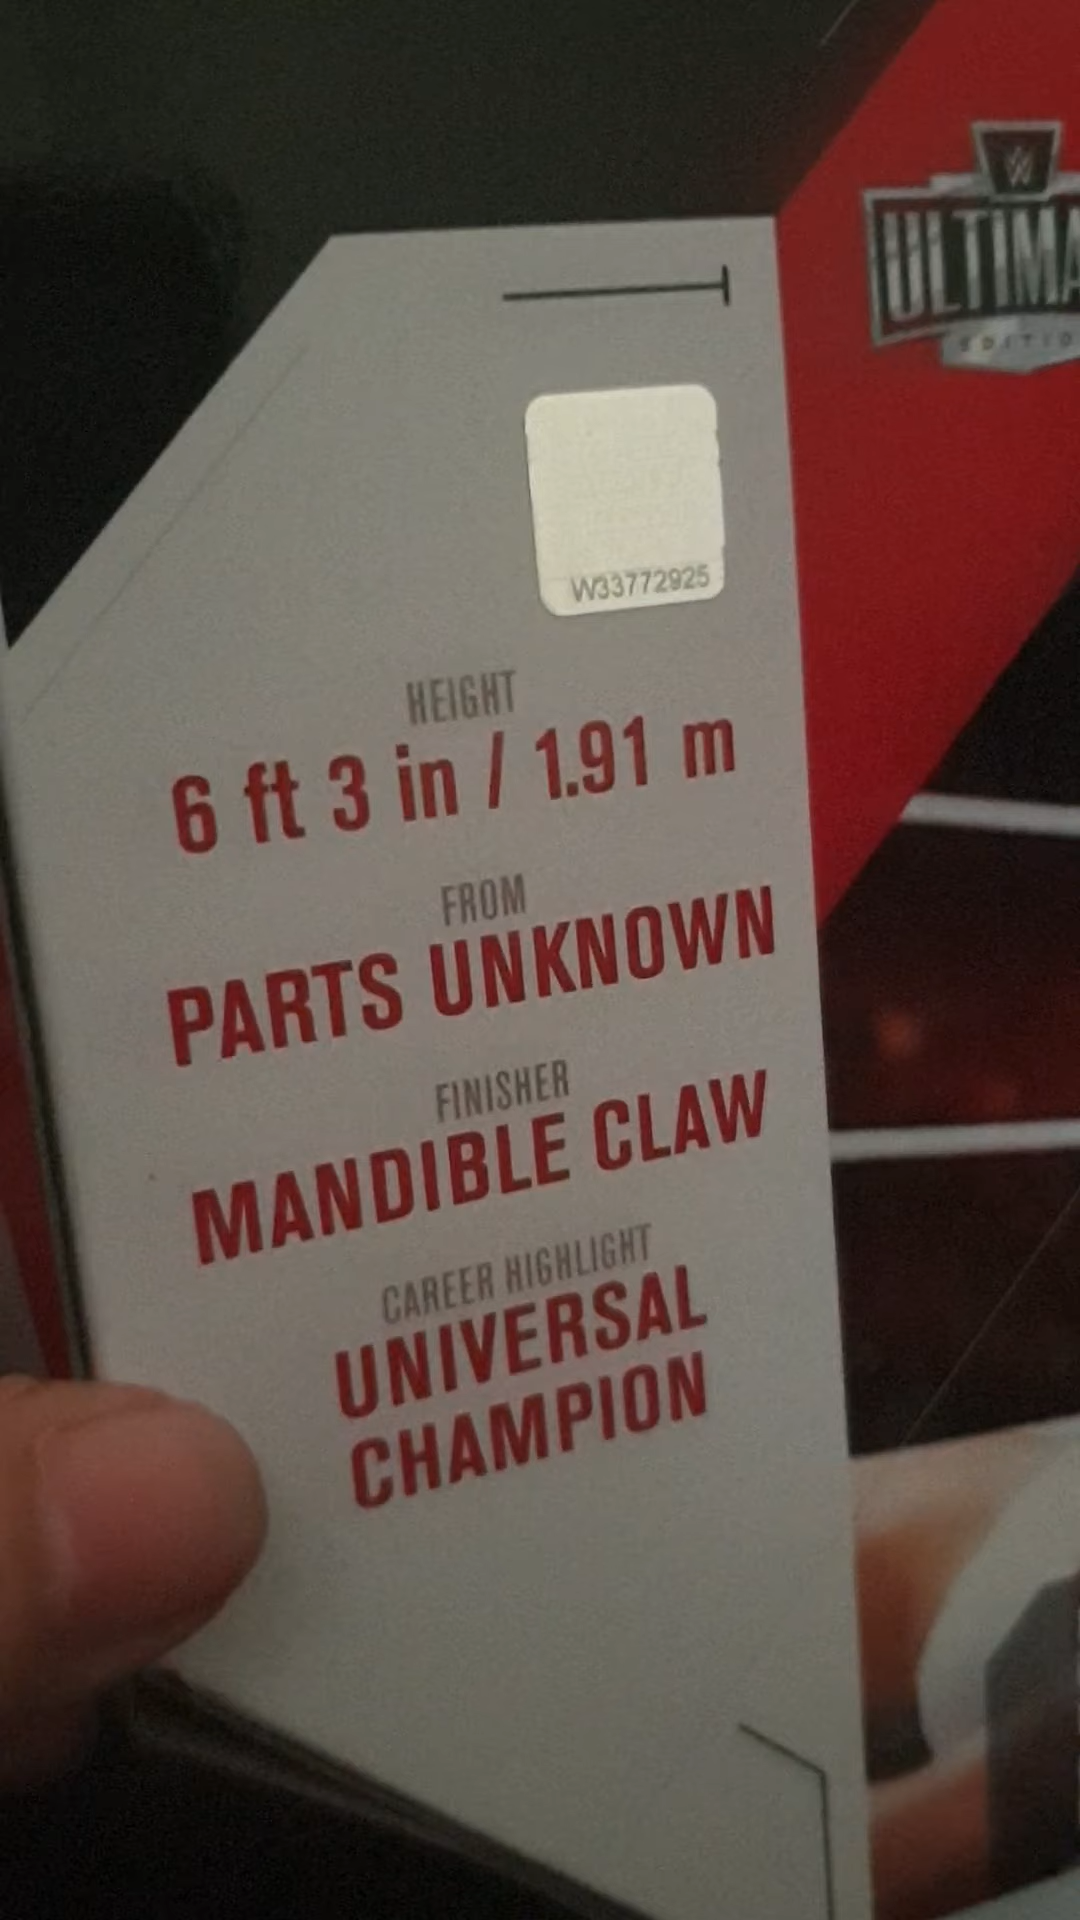 W
ULTIMA
EDITIO
W33772925
HEIGHT
6 ft 3 in / 1.91 m
FROM
PARTS UNKNOWN
FINISHER
MANDIBLE CLAW
CAREER HIGHLIGHT
UNIVERSAL
CHAMPION